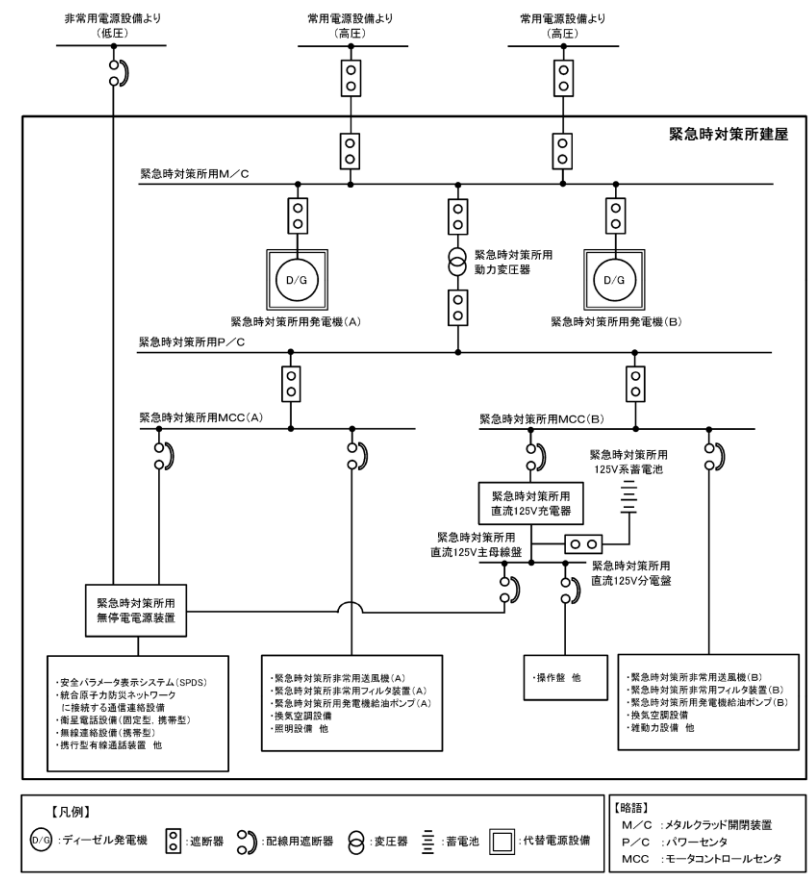 非常用電源設備より
(低圧)
常用電源設備より
(高圧)
常用電源設備より
(高圧)
緊急時対策所建屋
緊急時対策所用M/C
D/G
緊急時対策所用発電機(A)
緊急時対策所用
動力変圧器
D/G
緊急時対策所用発電機(B)
緊急時対策所用P/C
緊急時対策所用MCC(A)
緊急時対策所用MCC(B)
緊急時対策所用
125V系蓄電池
緊急時対策所用
直流125V充電器
緊急時対策所用
直流125V主母線盤
緊急時対策所用
直流125V分電盤
緊急時対策所用
無停電電源装置
・安全パラメータ表示システム(SPDS)
・統合原子力防災ネットワーク
に接続する通信連絡設備
・衛星電話設備(固定型,携帯型)
・無線連絡設備(携帯型)
・携行型有線通話装置 他
・緊急時対策所非常用送風機(A)
・緊急時対策所非常用フィルタ装置(A)
・緊急時対策所用発電機給油ポンプ(A)
・換気空調設備
・照明設備 他
・操作盤 他
・緊急時対策所非常用送風機(B)
・緊急時対策所非常用フィルタ装置(B)
・緊急時対策所用発電機給油ポンプ(B)
・換気空調設備
・雑動力設備 他
【凡例】
D/G :ディーゼル発電機 :遮断器 :配線用遮断器 :変圧器 :蓄電池 :代替電源設備
【略語】
M/C :メタルクラッド開閉装置
P/C :パワーセンタ
MCC :モータコントロールセンタ